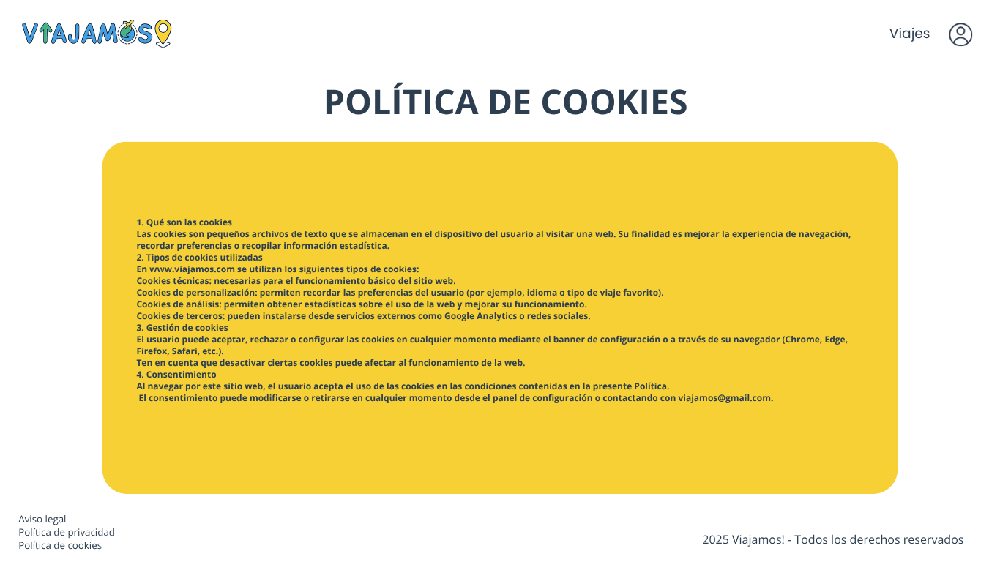 VIAJAMOS
Viajes
POLÍTICA DE COOKIES
1. Qué son las cookies
Las cookies son pequeños archivos de texto que se almacenan en el dispositivo del usuario al visitar una web. Su finalidad es mejorar la experiencia de navegación,
recordar preferencias o recopilar información estadística.
2. Tipos de cookies utilizadas
En www.viajamos.com se utilizan los siguientes tipos de cookies:
Cookies técnicas: necesarias para el funcionamiento básico del sitio web.
Cookies de personalización: permiten recordar las preferencias del usuario (por ejemplo, idioma o tipo de viaje favorito).
Cookies de análisis: permiten obtener estadísticas sobre el uso de la web y mejorar su funcionamiento.
Cookies de terceros: pueden instalarse desde servicios externos como Google Analytics o redes sociales.
3. Gestión de cookies
El usuario puede aceptar, rechazar o configurar las cookies en cualquier momento mediante el banner de configuración o a través de su navegador (Chrome, Edge,
Firefox, Safari, etc.).
Ten en cuenta que desactivar ciertas cookies puede afectar al funcionamiento de la web.
4. Consentimiento
Al navegar por este sitio web, el usuario acepta el uso de las cookies en las condiciones contenidas en la presente Política.
El consentimiento puede modificarse o retirarse en cualquier momento desde el panel de configuración o contactando con viajamos@gmail.com.
Aviso legal
Política de privacidad
Política de cookies
2025 Viajamos! - Todos los derechos reservados